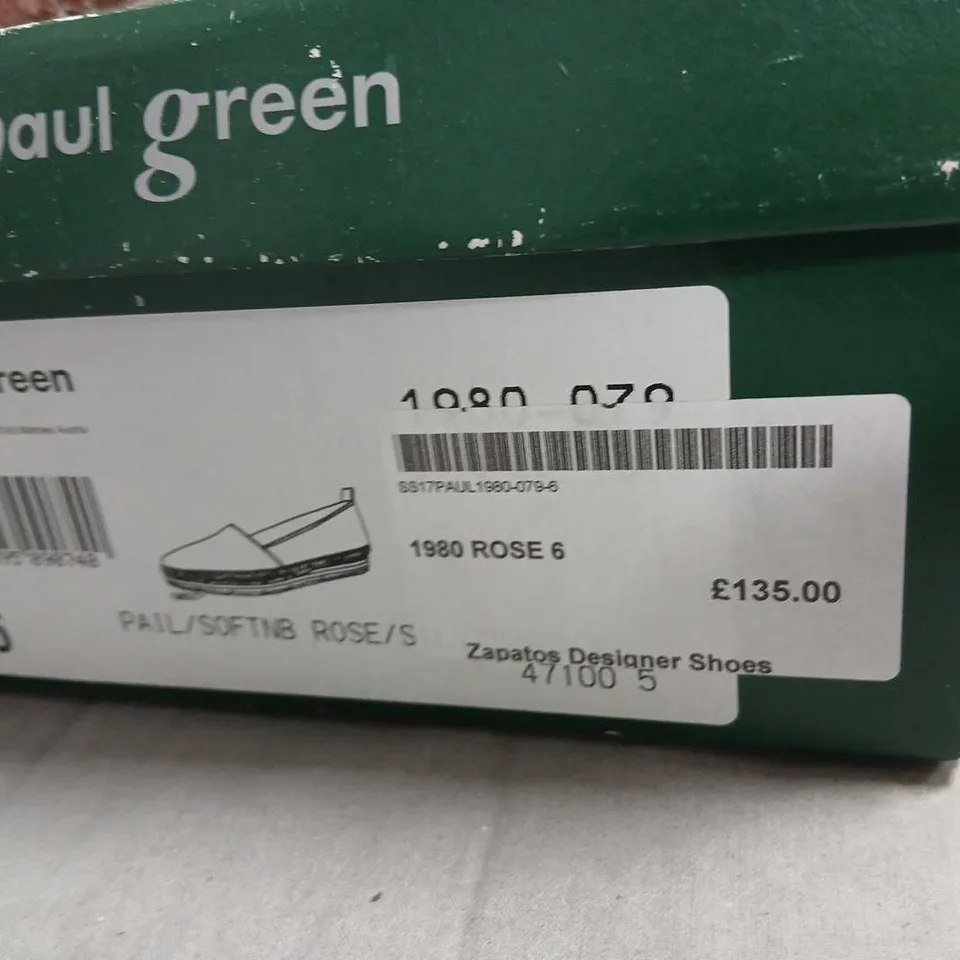 paul green
reen
1980 079
SS17PAUL1980-079-6
1980 ROSE 6
£135.00
PAIL/SOFTNB ROSE/S
Zapatos Designer Shoes
47100 5